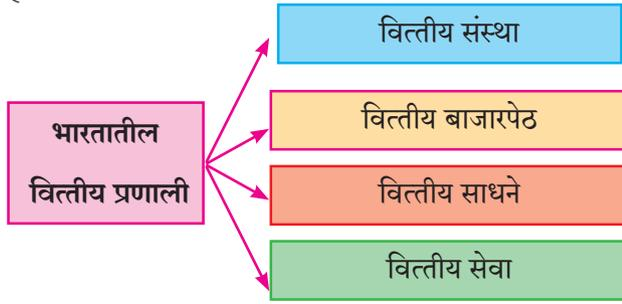 वित्तीय संस्था
भारतातील
वित्तीय प्रणाली
वित्तीय बाजारपेठ
वित्तीय साधने
वित्तीय सेवा